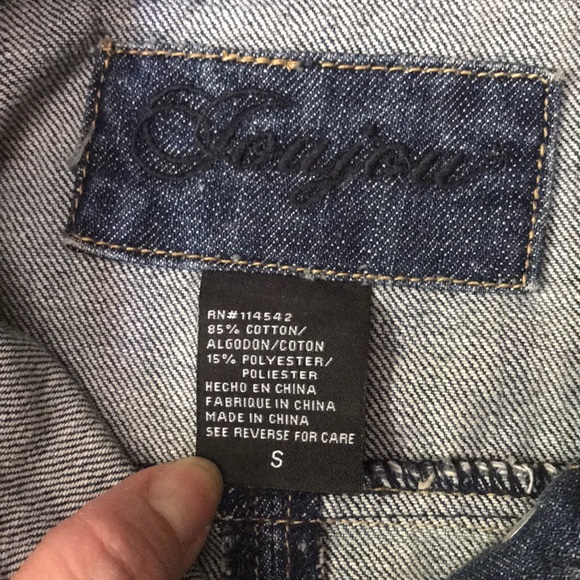 Joujou
RN#114542
85% COTTON/
ALGODON/COTON
15% POLYESTER/
POLIESTER
HECHO EN CHINA
FABRIQUE IN CHINA
MADE IN CHINA
SEE REVERSE FOR CARE
S